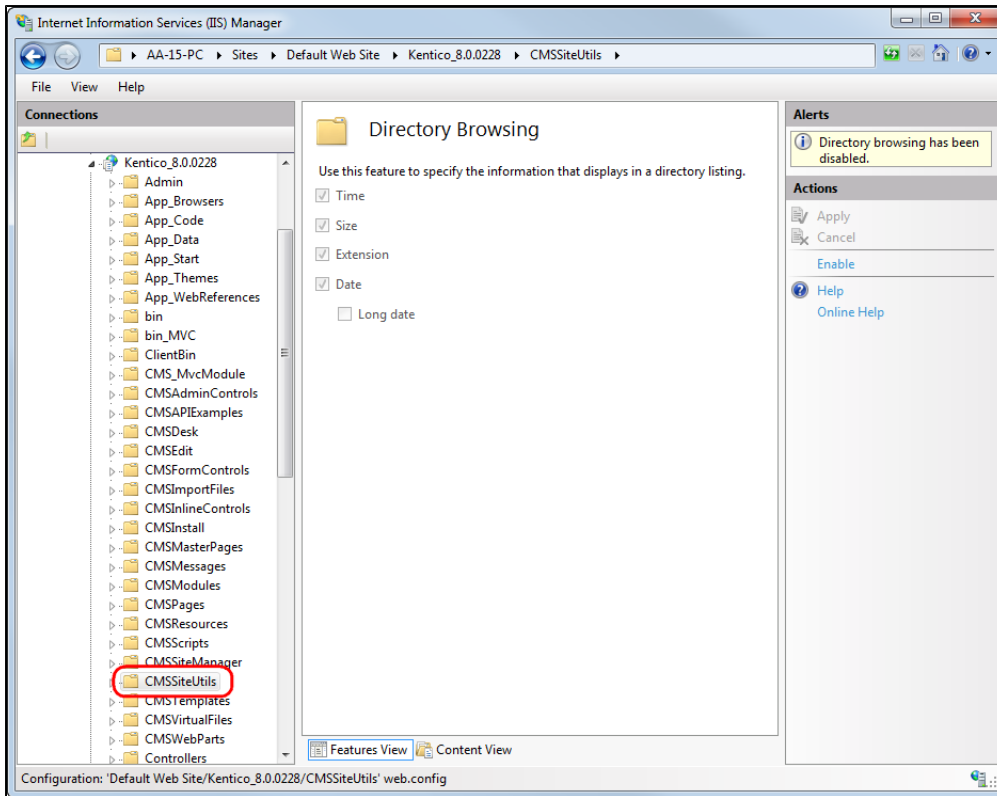 Internet Information Services (IIS) Manager
AA-15-PC Sites Default Web Site Kentico_8.0.0228 CMSSiteUtils
File View Help
Connections
Kentico_8.0.0228
Admin
App_Browsers
App_Code
App_Data
App_Start
App_Themes
App_WebReferences
bin
bin_MVC
ClientBin
CMS_MvcModule
CMSAdminControls
CMSAPIExamples
CMSDesk
CMSEdit
CMSFormControls
CMSImportFiles
CMSInlineControls
CMSInstall
CMSMasterPages
CMSMessages
CMSModules
CMSPages
CMSResources
CMSScripts
CMSSiteManager
CMSSiteUtils
CMSTemplates
CMSVirtualFiles
CMSWebParts
Controllers
Directory Browsing
Use this feature to specify the information that displays in a directory listing.
Time
Size
Extension
Date
Long date
Features View Content View
Alerts
Directory browsing has been
disabled.
Actions
Apply
Cancel
Enable
Help
Online Help
Configuration: 'Default Web Site/Kentico_8.0.0228/CMSSiteUtils' web.config